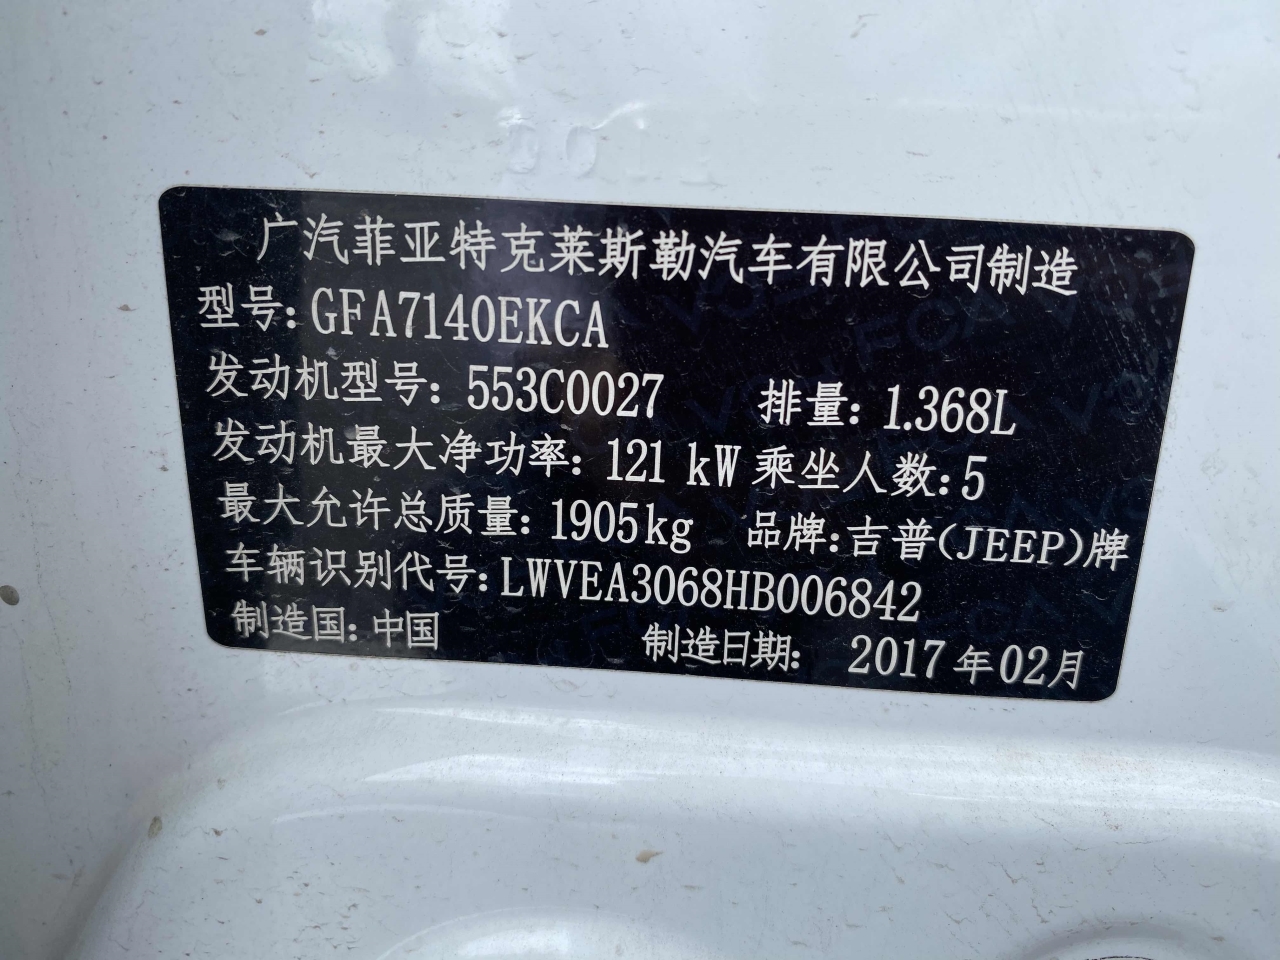 广汽菲亚特克莱斯勒汽车有限公司制造
型号:GFA7140EKCA
发动机型号: 553C0027 排量: 1.368L
发动机最大净功率: 121 kW 乘坐人数:5
最大允许总质量: 1905kg 品牌:吉普(JEEP)牌
车辆识别代号:LWVEA3068HB006842
制造国:中国 制造日期: 2017年02月